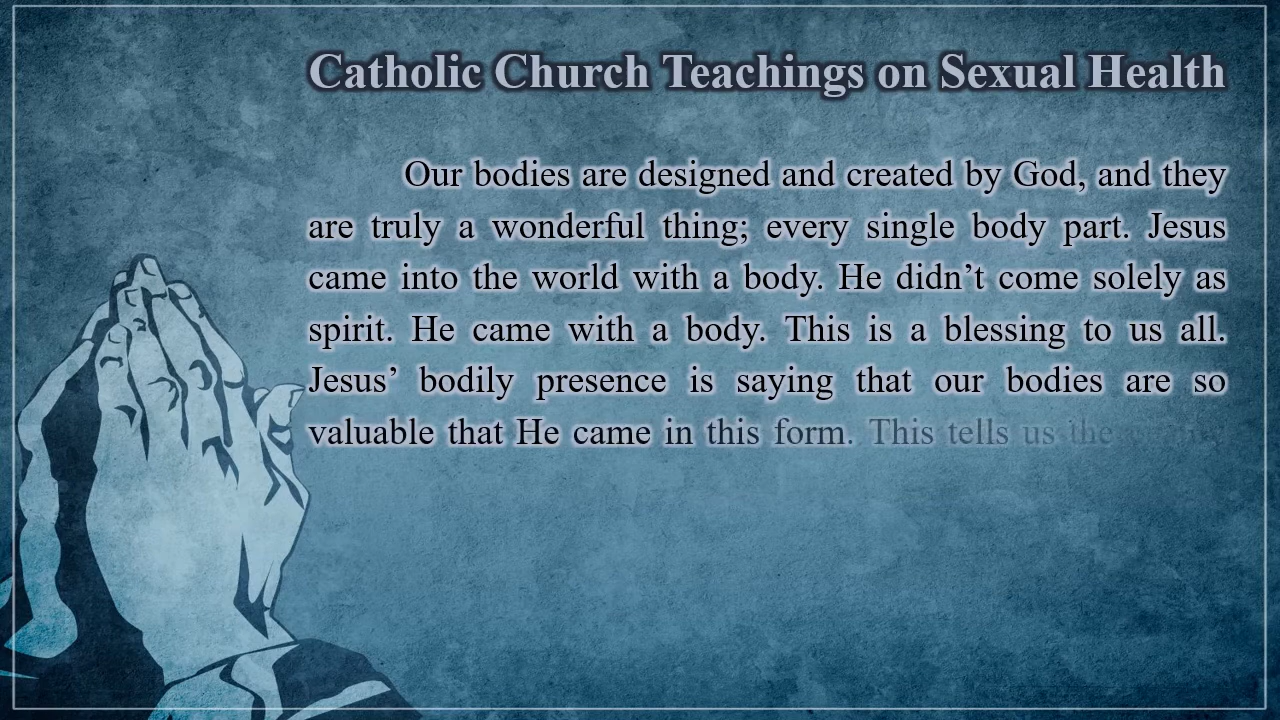 Catholic Church Teachings on Sexual Health
Our bodies are designed and created by God, and they
are truly a wonderful thing; every single body part. Jesus
came into the world with a body. He didn’t come solely as
spirit. He came with a body. This is a blessing to us all.
Jesus’ bodily presence is saying that our bodies are so
valuable that He came in this form. This tells us the